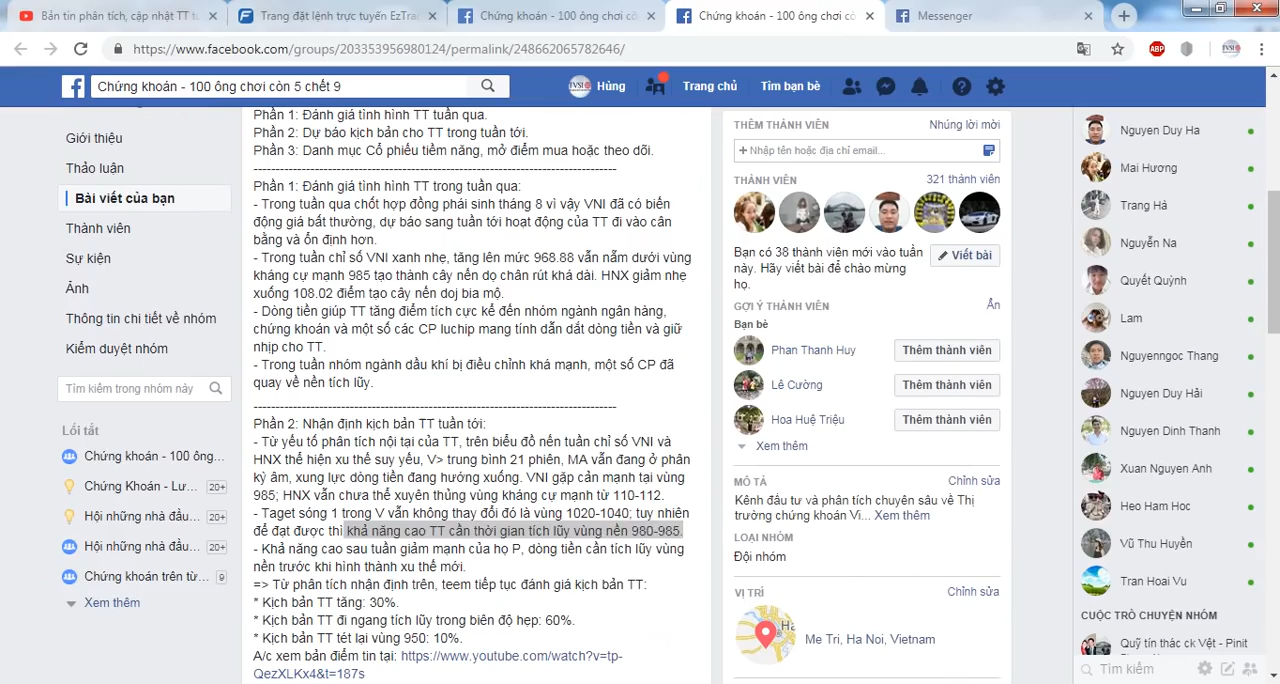 Bản tin phân tích, cập nhật TT tu
Trang đặt lệnh trực tuyến EzTra
Chứng khoán - 100 ông chơi cò
Chứng khoán - 100 ông chơi cò
Messenger
https://www.facebook.com/groups/203353956980124/permalink/248662065782646/
ABP
Chứng khoán - 100 ông chơi còn 5 chết 9
TVSI
Hùng
Trang chủ
Tìm bạn bè
Giới thiệu
Thảo luận
Bài viết của bạn
Thành viên
Sự kiện
Ảnh
Thông tin chi tiết về nhóm
Kiểm duyệt nhóm
Tìm kiếm trong nhóm này
Lối tắt
Chứng khoán - 100 ông...
Chứng Khoán - Lư... 20+
Hội những nhà đầu... 20+
Hội những nhà đầu... 20+
Chứng khoán trên từ... 9
Xem thêm
Phần 1: Đánh giá tình hình TT tuần qua.
Phần 2: Dự báo kịch bản cho TT trong tuần tới.
Phần 3: Danh mục Cổ phiếu tiềm năng, mở điểm mua hoặc theo dõi.
Phần 1: Đánh giá tình hình TT trong tuần qua:
- Trong tuần qua chốt hợp đồng phái sinh tháng 8 vì vậy VNI đã có biến
động giá bất thường, dự báo sang tuần tới hoạt động của TT đi vào cân
bằng và ổn định hơn.
- Trong tuần chỉ số VNI xanh nhẹ, tăng lên mức 968.88 vẫn nằm dưới vùng
kháng cự mạnh 985 tạo thành cây nến dọ chân rút khá dài. HNX giảm nhẹ
xuống 108.02 điểm tạo cây nến doj bia mộ.
- Dòng tiền giúp TT tăng điểm tích cực kể đến nhóm ngành ngân hàng,
chứng khoán và một số các CP luchip mang tính dẫn dắt dòng tiền và giữ
nhịp cho TT.
- Trong tuần nhóm ngành dầu khí bị điều chỉnh khá mạnh, một số CP đã
quay về nền tích lũy.
Phần 2: Nhận định kịch bản TT tuần tới:
- Từ yếu tố phân tích nội tại của TT, trên biểu đồ nến tuần chỉ số VNI và
HNX thể hiện xu thế suy yếu, V> trung bình 21 phiên, MA vẫn đang ở phân
kỳ âm, xung lực dòng tiền đang hướng xuống. VNI gặp cản mạnh tại vùng
985; HNX vẫn chưa thể xuyên thủng vùng kháng cự mạnh từ 110-112.
- Taget sóng 1 trong V vẫn không thay đổi đó là vùng 1020-1040; tuy nhiên
để đạt được thì khả năng cao TT cần thời gian tích lũy vùng nền 980-985.
- Khả năng cao sau tuần giảm mạnh của họ P, dòng tiền cần tích lũy vùng
nền trước khi hình thành xu thế mới.
=> Từ phân tích nhận định trên, teem tiếp tục đánh giá kịch bản TT:
* Kịch bản TT tăng: 30%.
* Kịch bản TT đi ngang tích lũy trong biên độ hẹp: 60%.
* Kịch bản TT tét lại vùng 950: 10%.
A/c xem bản điểm tin tại: https://www.youtube.com/watch?v=tp-
QezXLKx4&t=187s
THÊM THÀNH VIÊN
Nhúng lời mời
+ Nhập tên hoặc địa chỉ email...
THÀNH VIÊN
321 thành viên
Bạn có 38 thành viên mới vào tuần
này. Hãy viết bài để chào mừng
họ.
Viết bài
GỢI Ý THÀNH VIÊN
Ẩn
Bạn bè
Phan Thanh Huy
Thêm thành viên
Lê Cường
Thêm thành viên
Hoa Huệ Triệu
Thêm thành viên
Xem thêm
MÔ TẢ
Chỉnh sửa
Kênh đầu tư và phân tích chuyên sâu về Thị
trường chứng khoán Vi... Xem thêm
LOẠI NHÓM
Đội nhóm
VỊ TRÍ
Chỉnh sửa
Ha
Me Tri, Ha Noi, Vietnam
Nguyen Duy Ha
Mai Hương
Trang Hà
Nguyễn Na
Quyết Quỳnh
Lam
Nguyenngoc Thang
Nguyen Duy Hải
Nguyen Dinh Thanh
Xuan Nguyen Anh
Heo Ham Hoc
Vũ Thu Huyền
Tran Hoai Vu
CUỘC TRÒ CHUYỆN NHÓM
Quỹ tín thác ck Vệt - Pinit
Tìm kiếm